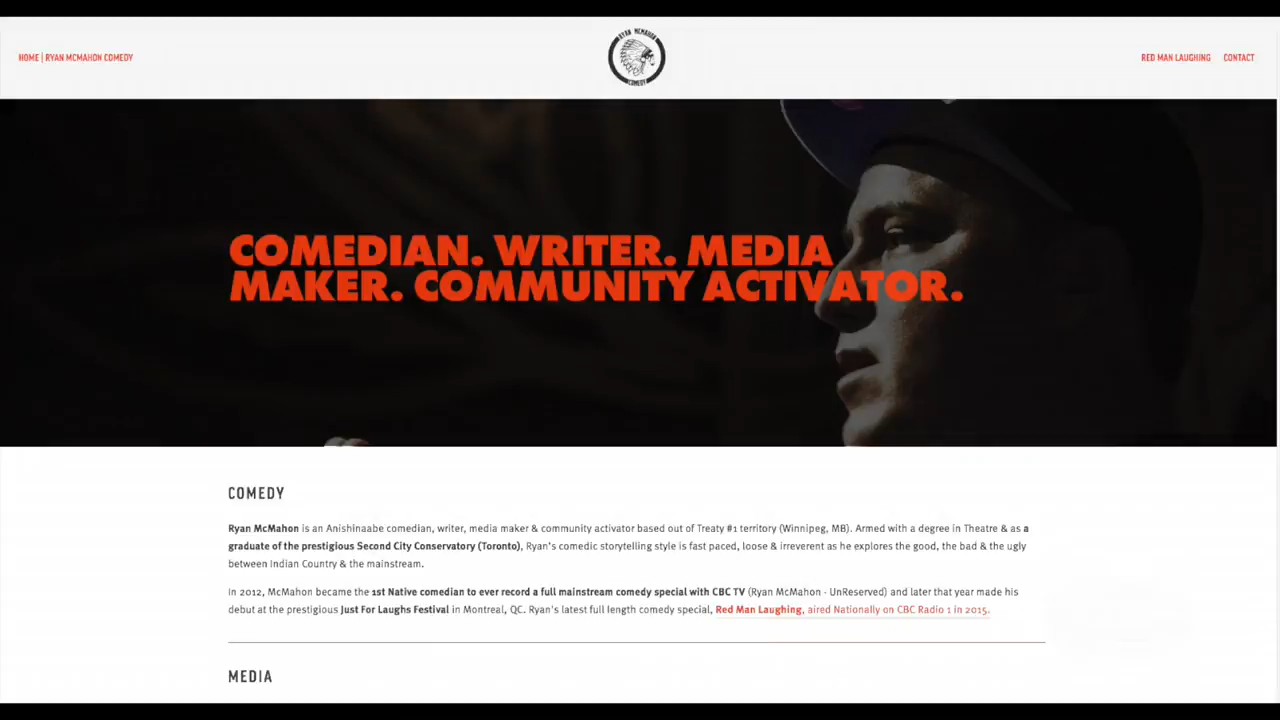 HOME | RYAN MCMAHON COMEDY
RYAN MCMAHON
COMEDY
RED MAN LAUGHING
CONTACT
COMEDIAN. WRITER. MEDIA
MAKER. COMMUNITY ACTIVATOR.
COMEDY
Ryan McMahon is an Anishinaabe comedian, writer, media maker & community activator based out of Treaty #1 territory (Winnipeg, MB). Armed with a degree in Theatre & as a
graduate of the prestigious Second City Conservatory (Toronto), Ryan's comedic storytelling style is fast paced, loose & irreverent as he explores the good, the bad & the ugly
between Indian Country & the mainstream.
In 2012, McMahon became the 1st Native comedian to ever record a full mainstream comedy special with CBC TV (Ryan McMahon - UnReserved) and later that year made his
debut at the prestigious Just For Laughs Festival in Montreal, QC. Ryan's latest full length comedy special, Red Man Laughing, aired Nationally on CBC Radio 1 in 2015.
MEDIA